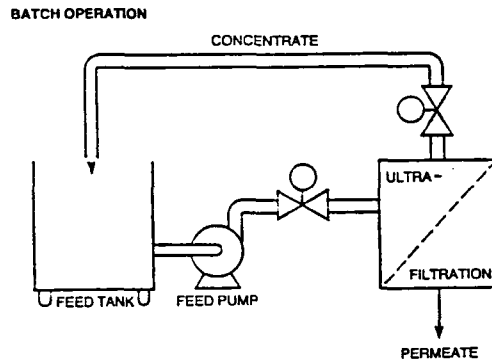 BATCH OPERATION
CONCENTRATE
ULTRA-
FILTRATION
FEED TANK
FEED PUMP
PERMEATE